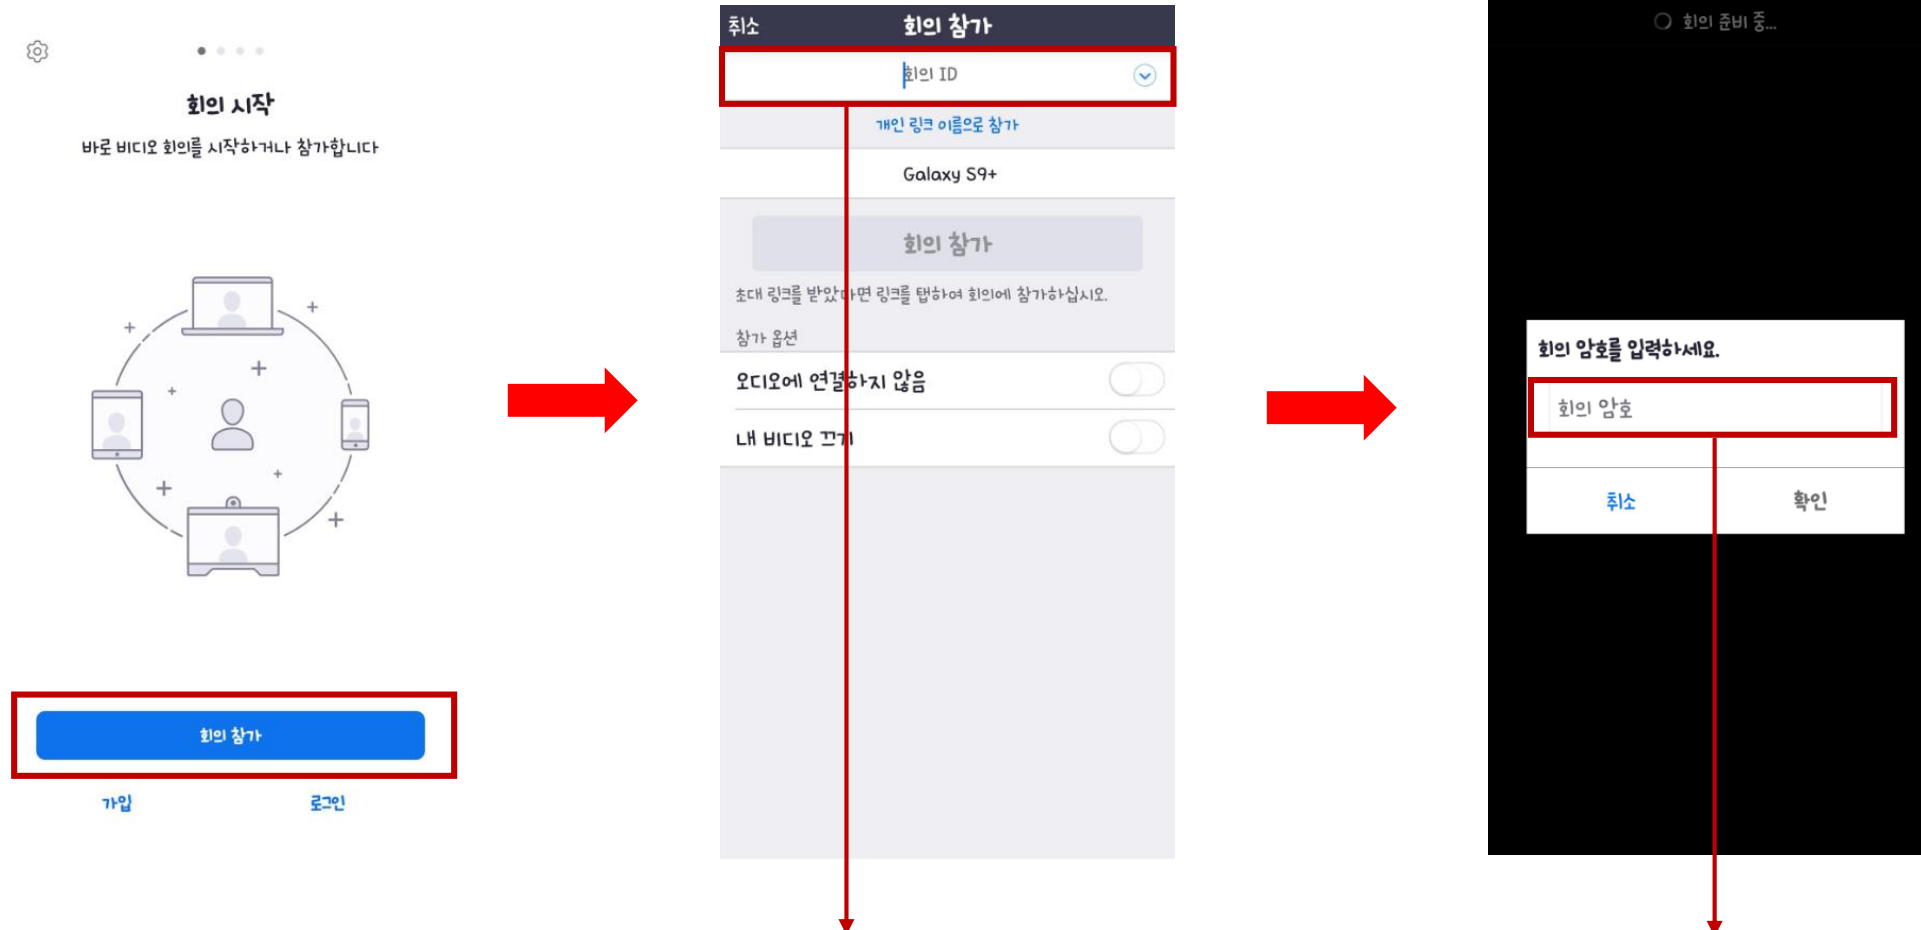 회의 시작
바로 비디오 회의를 시작하거나 참가합니다
회의 참가
가입
로그인
취소
회의 참가
회의 ID
개인 링크 이름으로 참가
Galaxy S9+
회의 참가
초대 링크를 받았다면 링크를 탭하여 회의에 참가하십시오.
참가 옵션
오디오에 연결하지 않음
내 비디오 끄기
회의 준비 중...
회의 암호를 입력하세요.
회의 암호
취소
확인